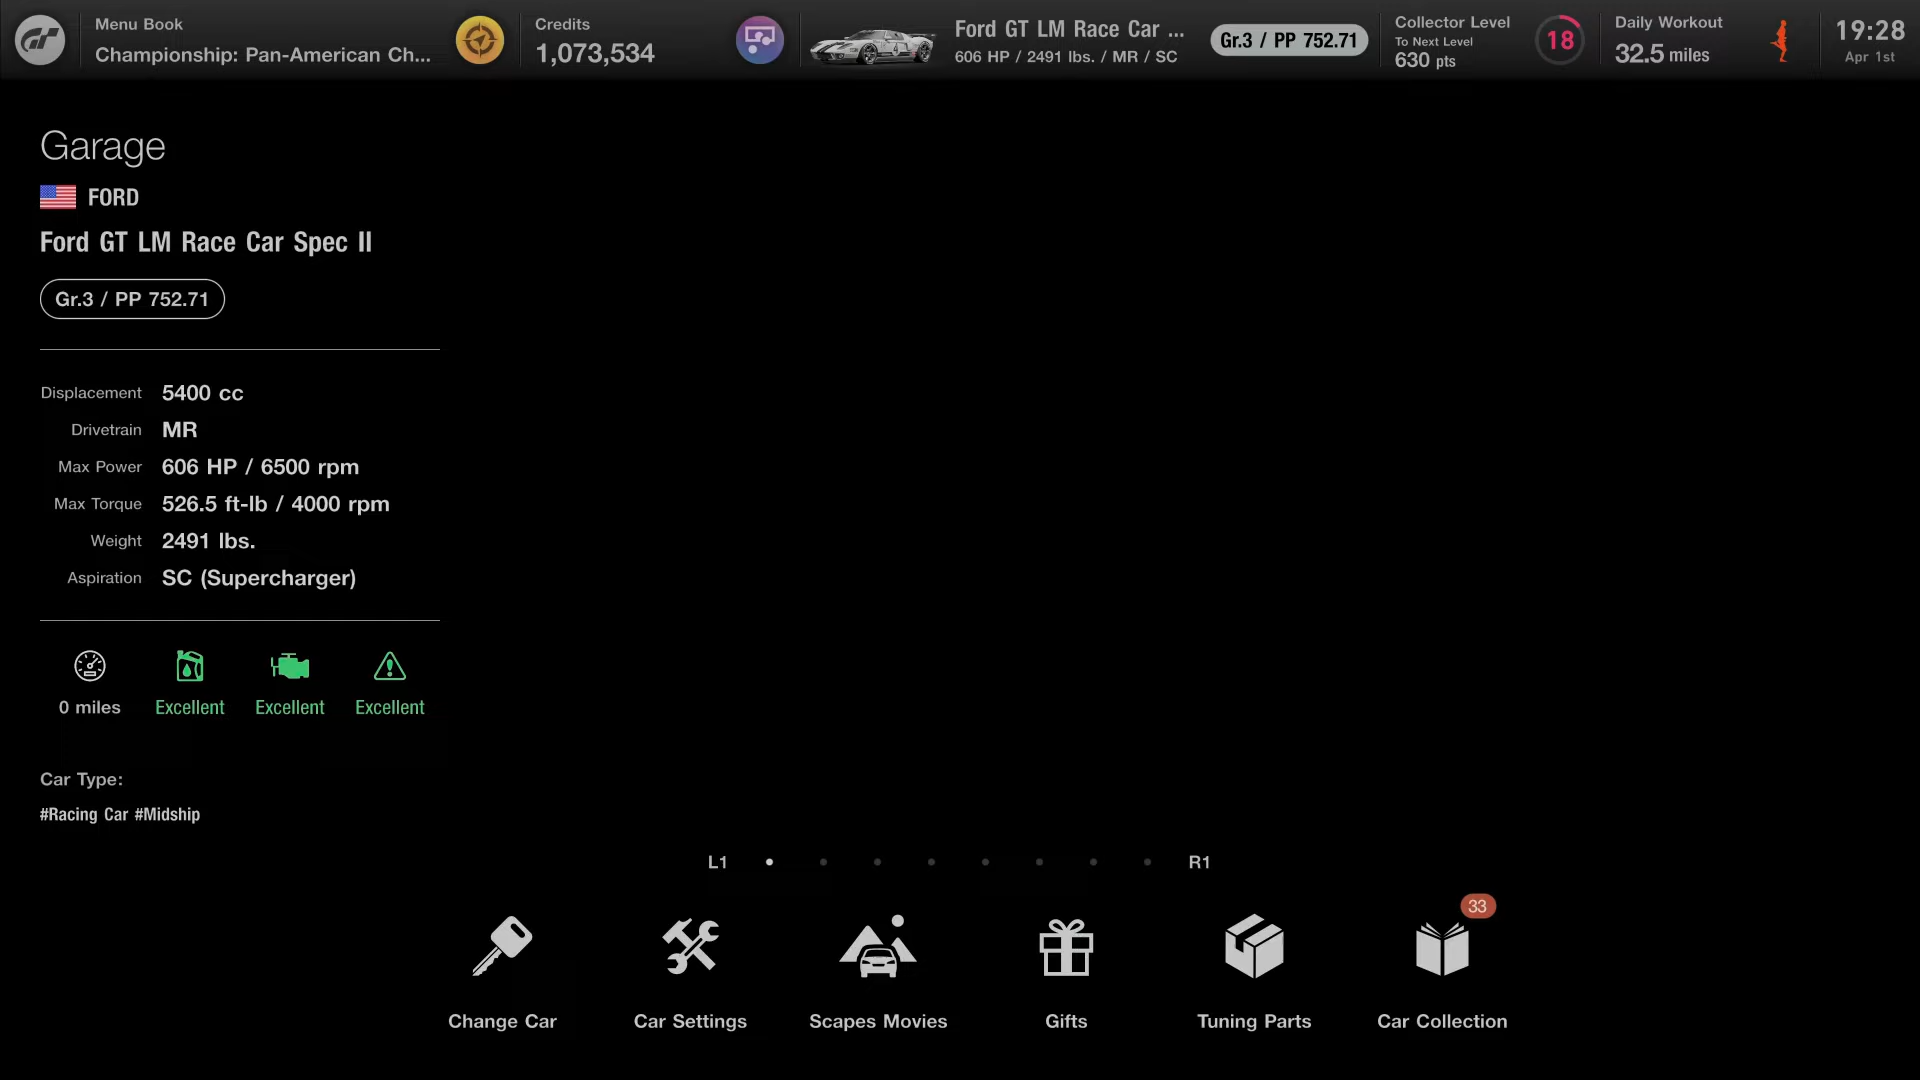 Menu Book
Championship: Pan-American Ch...
Credits
1,073,534
Ford GT LM Race Car ...
606 HP / 2491 lbs. / MR / SC
Gr.3 / PP 752.71
Collector Level
To Next Level
630 pts
18
Daily Workout
32.5 miles
19:28
Apr 1st
Garage
FORD
Ford GT LM Race Car Spec II
Gr.3 / PP 752.71
Displacement 5400 cc
Drivetrain MR
Max Power 606 HP / 6500 rpm
Max Torque 526.5 ft-lb / 4000 rpm
Weight 2491 lbs.
Aspiration SC (Supercharger)
0 miles Excellent Excellent Excellent
Car Type:
#Racing Car #Midship
L1 R1
33
Change Car Car Settings Scapes Movies Gifts Tuning Parts Car Collection